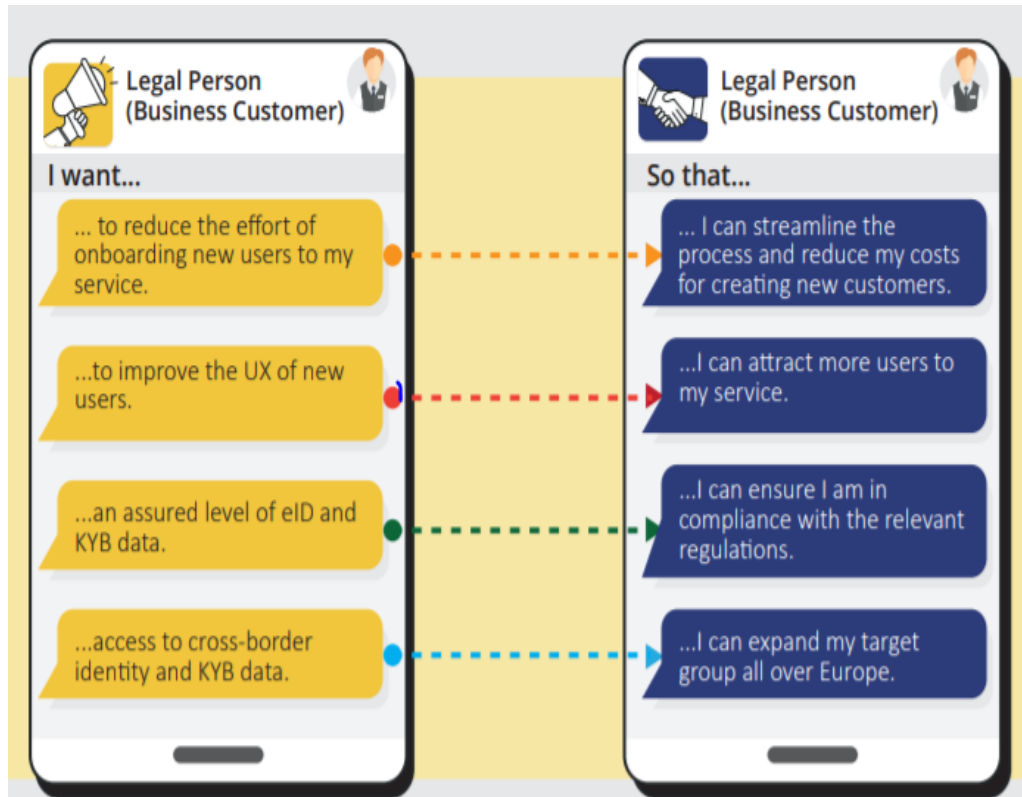 Legal Person
(Business Customer)
I want...
... to reduce the effort of
onboarding new users to my
service.
...to improve the UX of new
users.
...an assured level of eID and
KYB data.
...access to cross-border
identity and KYB data.
Legal Person
(Business Customer)
So that...
... I can streamline the
process and reduce my costs
for creating new customers.
...I can attract more users to
my service.
...I can ensure I am in
compliance with the relevant
regulations.
...I can expand my target
group all over Europe.